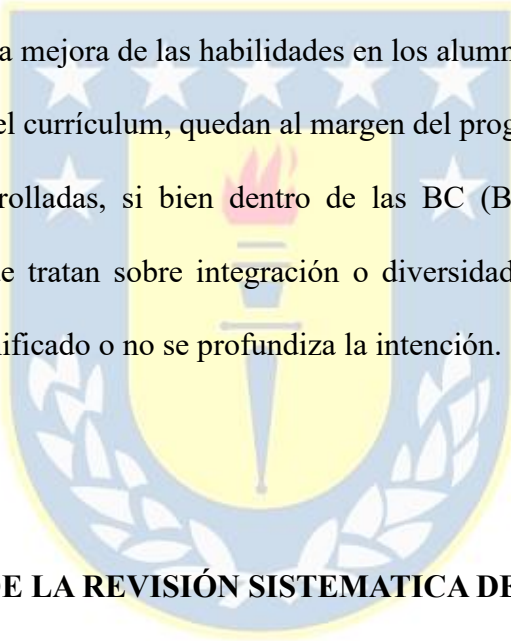 a mejora de las habilidades en los alumn
el currículum, quedan al margen del prog
rolladas, si bien dentro de las BC (B
e tratan sobre integración o diversidad
ificado o no se profundiza la intención.
DE LA REVISIÓN SISTEMATICA DE